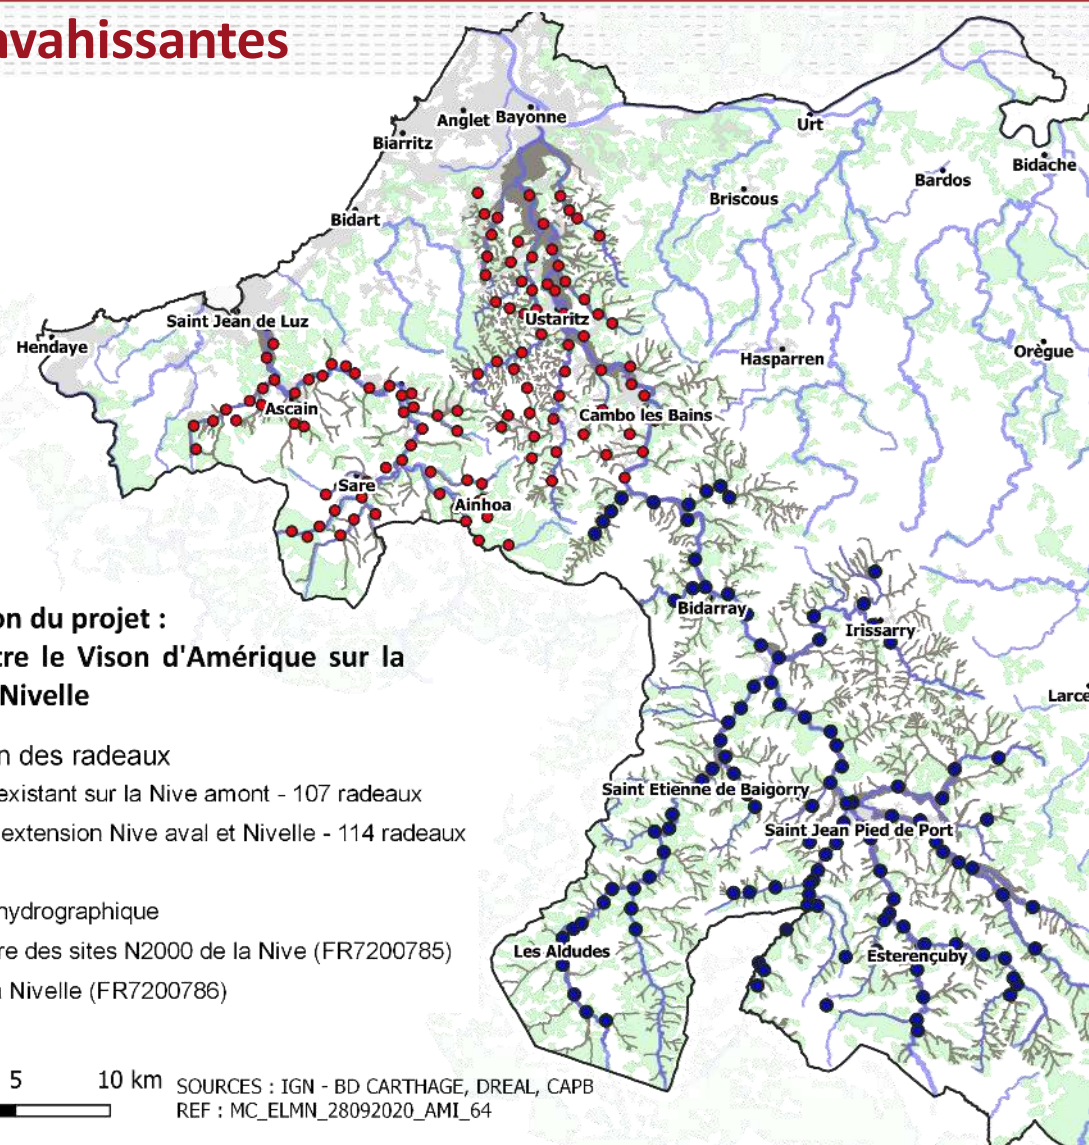 nvahissantes
Anglet
Bayonne
Biarritz
Urt
Bidache
Bardos
Briscous
Bidart
Saint Jean de Luz
Ustaritz
Hendaye
Hasparren
Orègue
Ascain
Cambo les Bains
Sare
Ainhoa
Bidarray
Irissarry
on du projet :
tre le Vison d'Amérique sur la
Nivelle
Larce
n des radeaux
existant sur la Nive amont - 107 radeaux
Saint Etienne de Baigorry
extension Nive aval et Nivelle - 114 radeaux
Saint Jean Pied de Port
hydrographique
re des sites N2000 de la Nive (FR7200785)
Les Aldudes
Esterençuby
a Nivelle (FR7200786)
5 10 km
SOURCES : IGN - BD CARTHAGE, DREAL, CAPB
REF : MC_ELMN_28092020_AMI_64